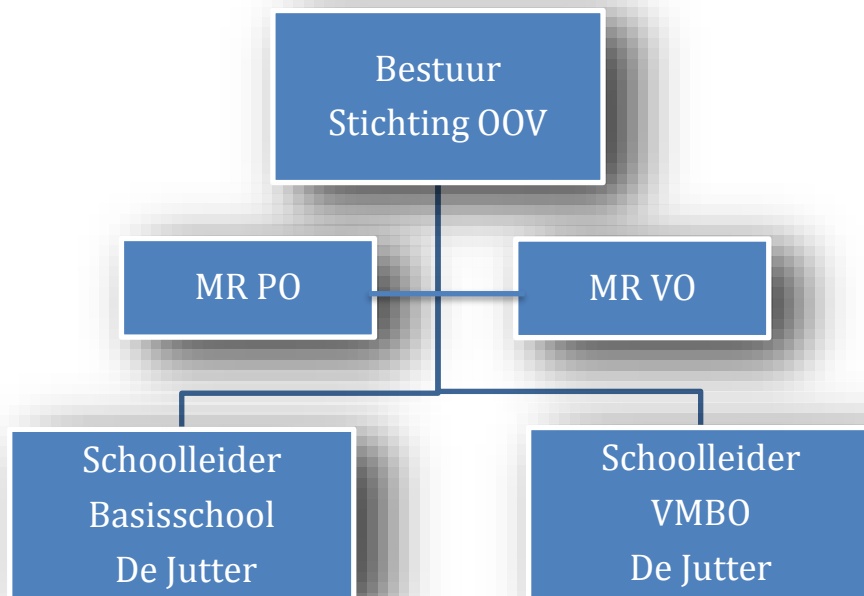 Bestuur
Stichting OOV
MR PO
MR VO
Schoolleider
Basisschool
De Jutter
Schoolleider
VMBO
De Jutter